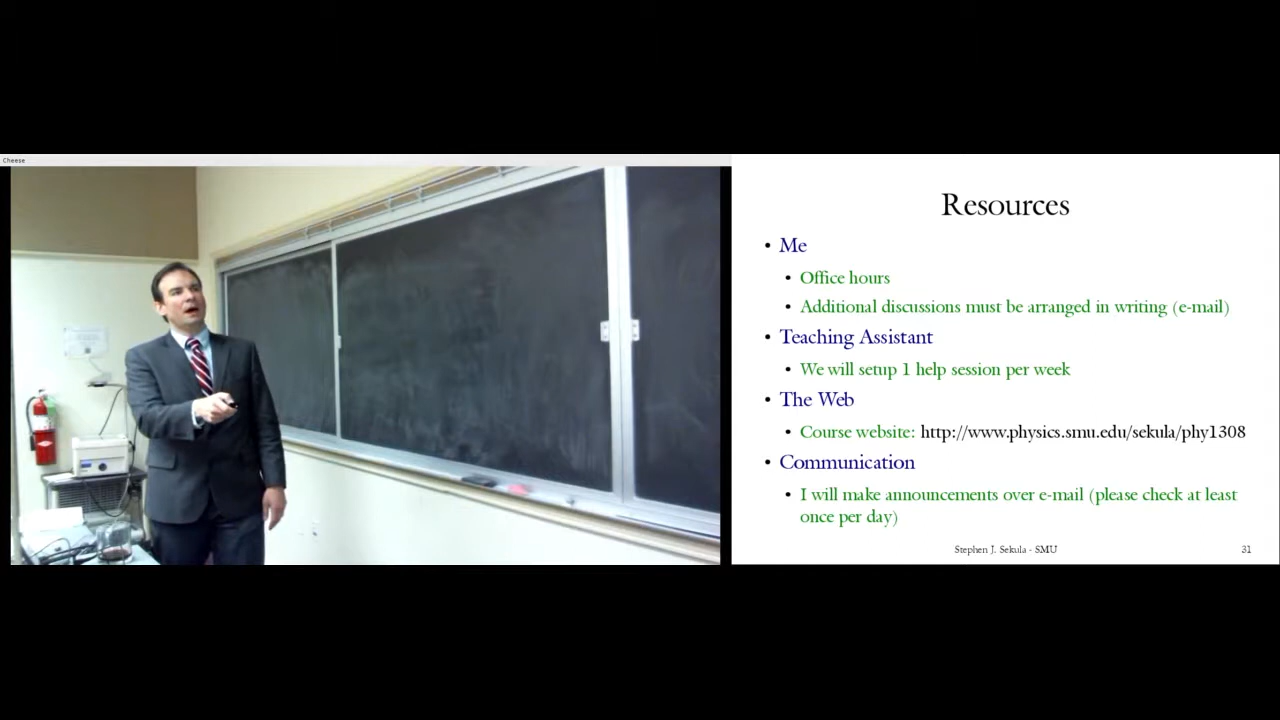 Cheese
Resources
• Me
• Office hours
• Additional discussions must be arranged in writing (e-mail)
• Teaching Assistant
• We will setup 1 help session per week
• The Web
• Course website: http://www.physics.smu.edu/sekula/phy1308
• Communication
• I will make announcements over e-mail (please check at least
once per day)
Stephen J. Sekula - SMU
31